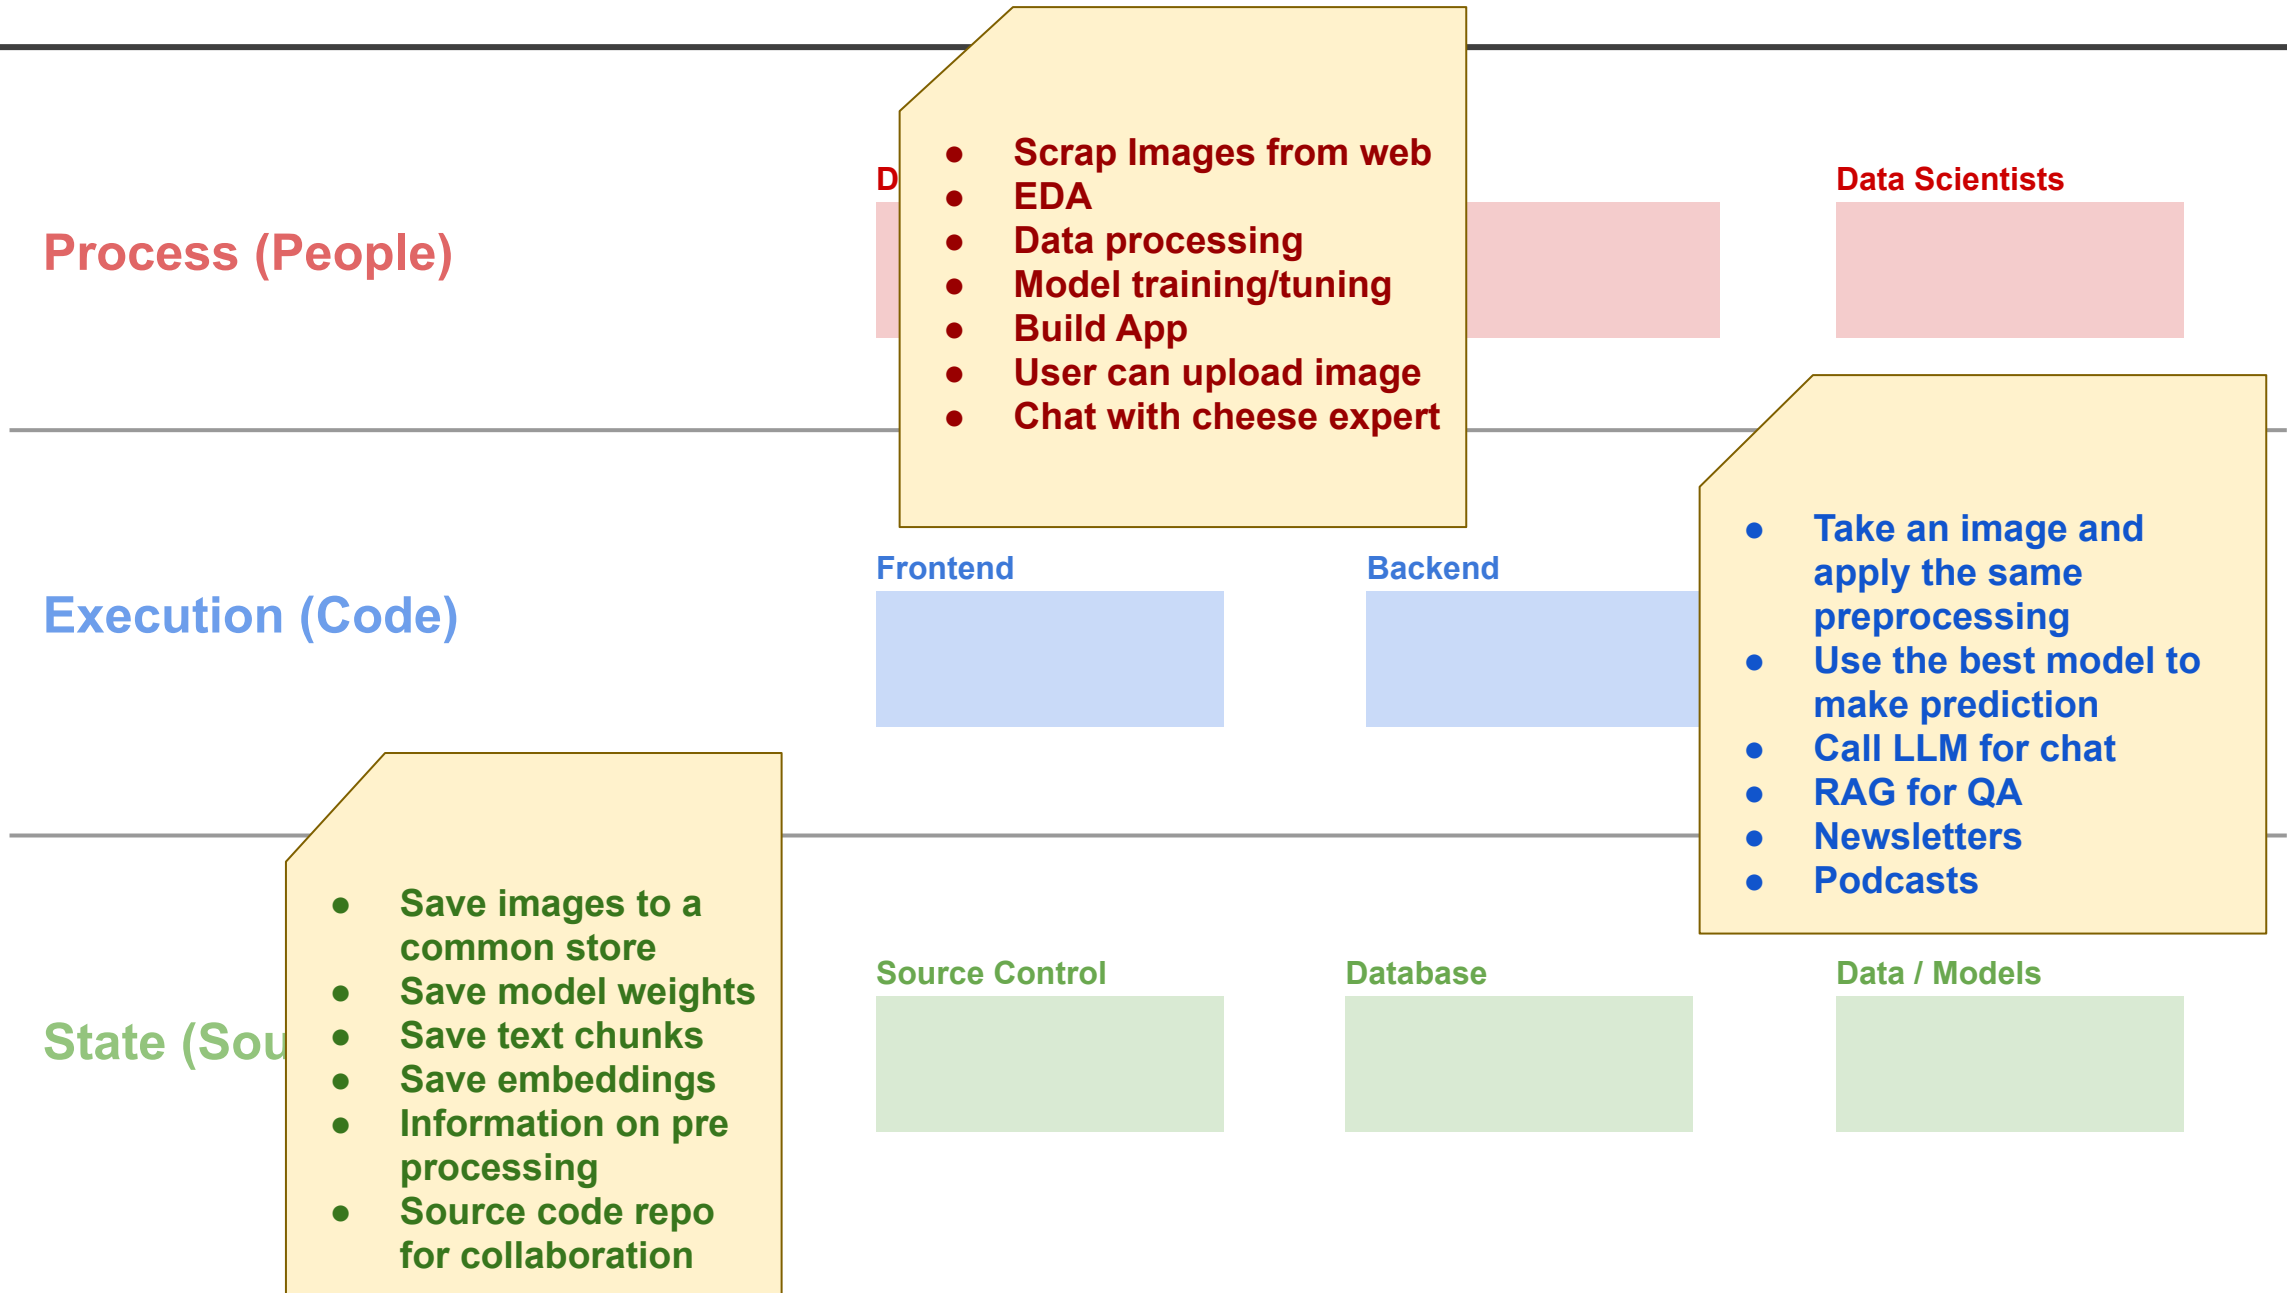 Process (People)
D
Data Scientists
● Scrap Images from web
● EDA
● Data processing
● Model training/tuning
● Build App
● User can upload image
● Chat with cheese expert
Execution (Code)
Frontend
Backend
● Take an image and
apply the same
preprocessing
● Use the best model to
make prediction
● Call LLM for chat
● RAG for QA
● Newsletters
● Podcasts
State (Sou
● Save images to a
common store
● Save model weights
● Save text chunks
● Save embeddings
● Information on pre
processing
● Source code repo
for collaboration
Source Control
Database
Data / Models